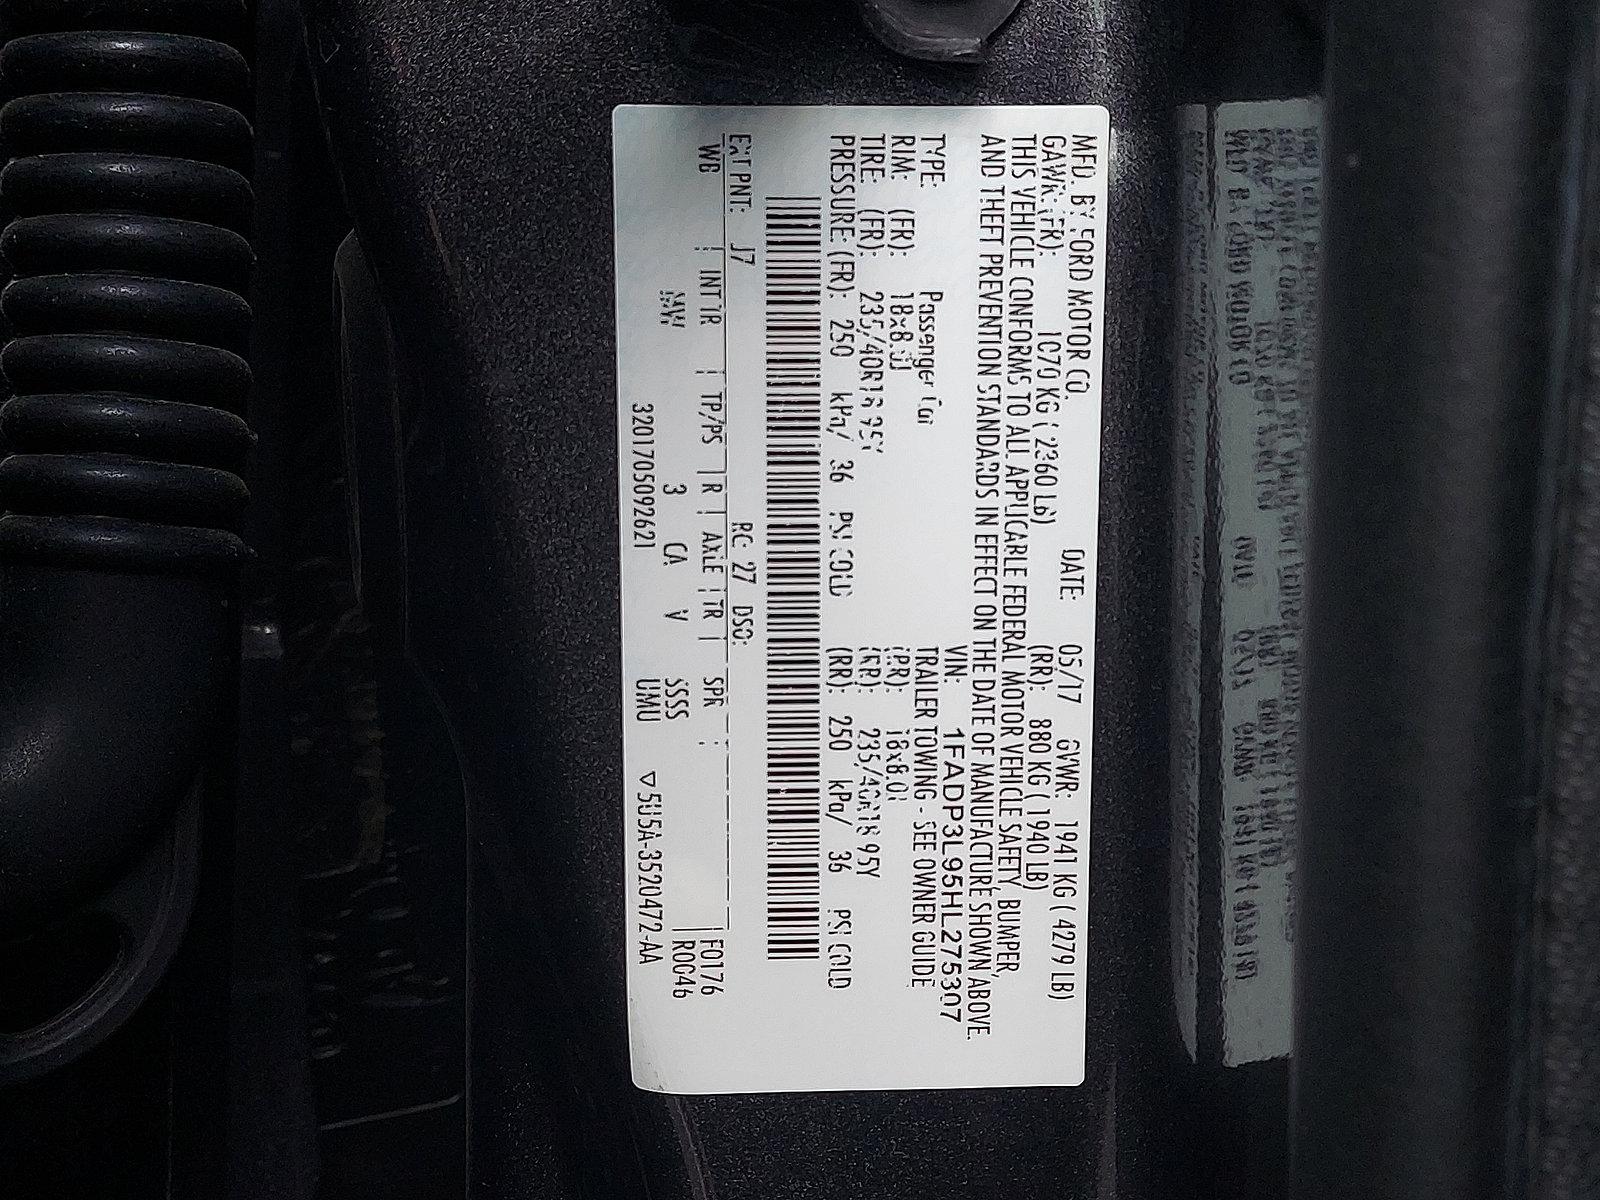 MFD. BY FORD MOTOR CO. DATE: 05/17 GVWR: 1941 KG ( 4279 LB)
GAWR: (FR): 1070 KG ( 2360 LB) (RR): 880 KG ( 1940 LB)
THIS VEHICLE CONFORMS TO ALL APPLICABLE FEDERAL MOTOR VEHICLE SAFETY, BUMPER,
AND THEFT PREVENTION STANDARDS IN EFFECT ON THE DATE OF MANUFACTURE SHOWN ABOVE.
VIN: 1FADP3L95HL275307
TYPE: Passenger Car TRAILER TOWING - SEE OWNER GUIDE
RIM: (FR): 18x8.0J (RR): 18x8.0J
TIRE: (FR): 235/40R18 95Y (RR): 235/40R18 95Y
PRESSURE: (FR): 250 kPa/ 36 PSI COLD (RR): 250 kPa/ 36 PSI COLD
EXT PNT: J7 RC: 27 DSO:
WB | INT TR | TP/PS | R | AXLE | TR | SPR | F0176
MW 3 CA V SSSS R0046
3201705092621 UMU ▽5U5A-3520472-AA